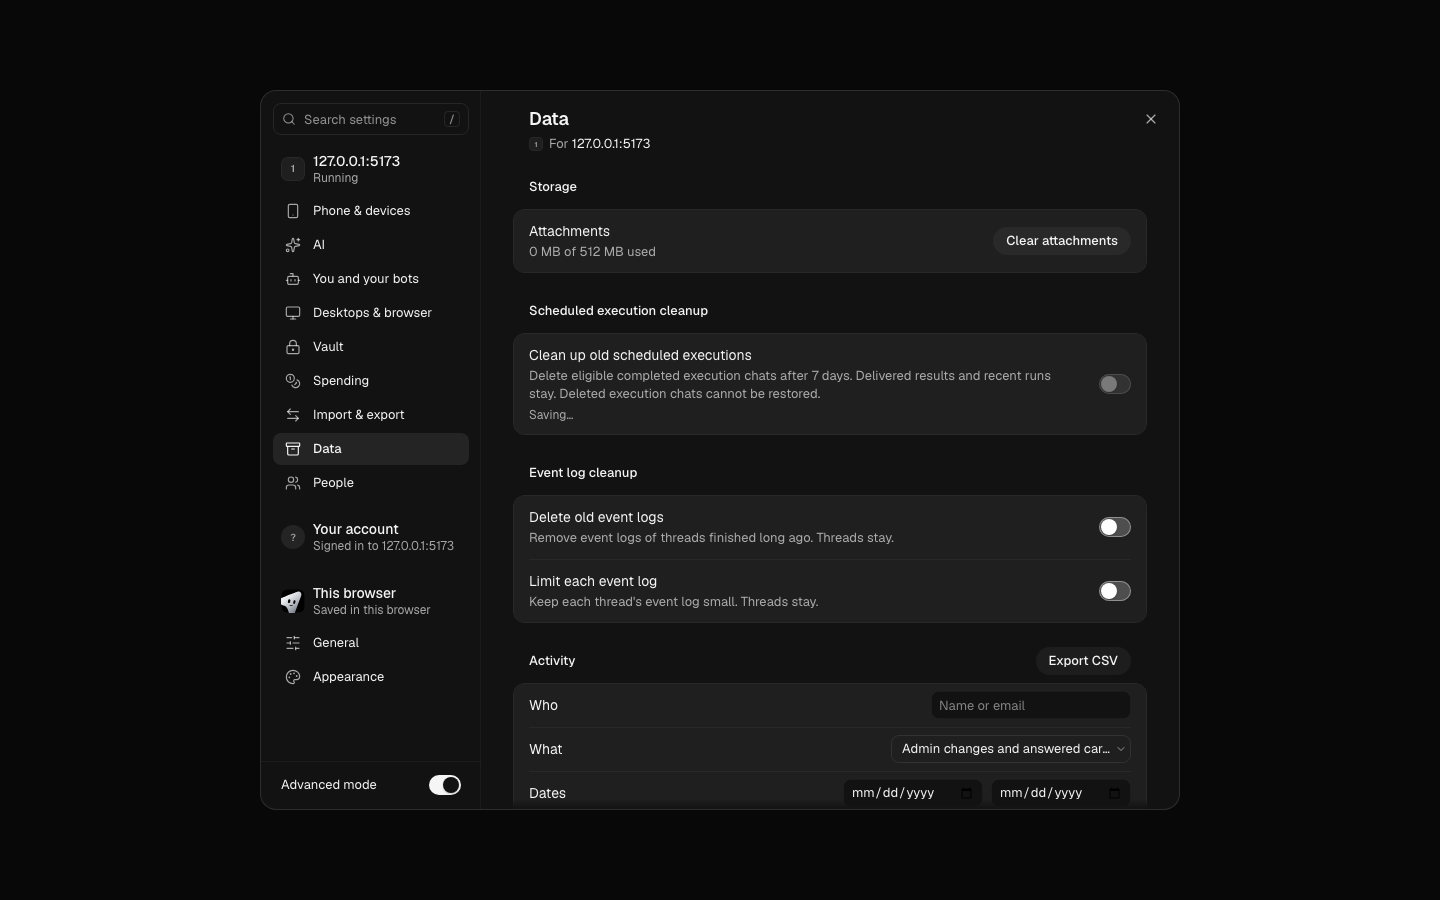 Search settings
/
1
127.0.0.1:5173
Running
Phone & devices
AI
You and your bots
Desktops & browser
Vault
Spending
Import & export
Data
People
?
Your account
Signed in to 127.0.0.1:5173
This browser
Saved in this browser
General
Appearance
Advanced mode
Data
1
For 127.0.0.1:5173
Storage
Attachments
0 MB of 512 MB used
Clear attachments
Scheduled execution cleanup
Clean up old scheduled executions
Delete eligible completed execution chats after 7 days. Delivered results and recent runs
stay. Deleted execution chats cannot be restored.
Saving…
Event log cleanup
Delete old event logs
Remove event logs of threads finished long ago. Threads stay.
Limit each event log
Keep each thread's event log small. Threads stay.
Activity
Export CSV
Who
Name or email
What
Admin changes and answered car…
Dates
mm/dd/yyyy
mm/dd/yyyy